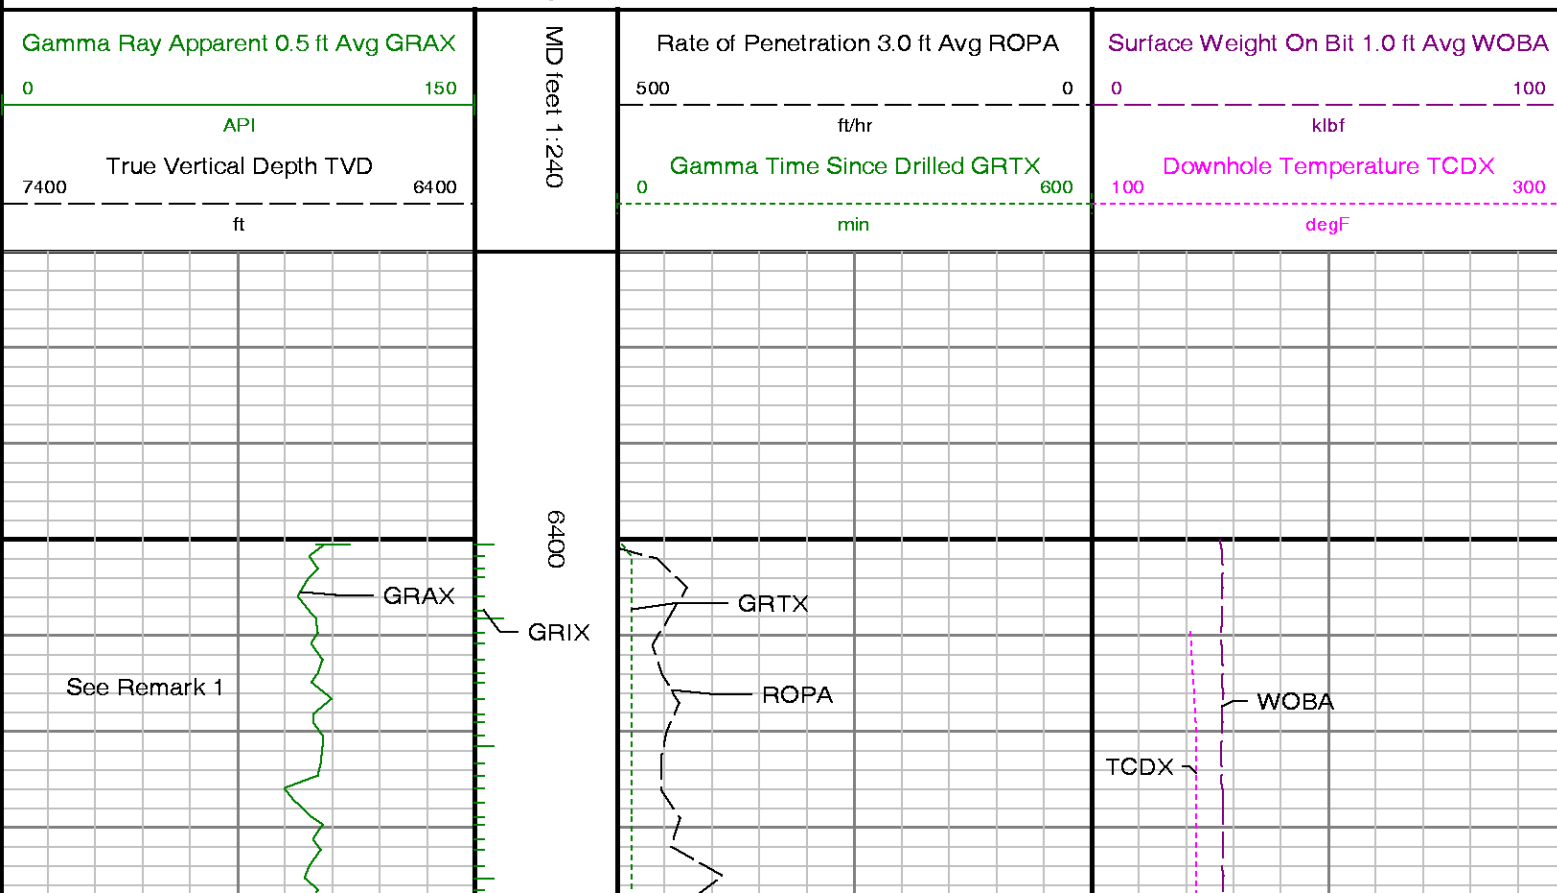 Gamma Ray Apparent 0.5 ft Avg GRAX
0 150
API
True Vertical Depth TVD
7400 6400
ft
MD feet 1:240
Rate of Penetration 3.0 ft Avg ROPA
500 0
ft/hr
Gamma Time Since Drilled GRTX
0 600
min
Surface Weight On Bit 1.0 ft Avg WOBA
0 100
klbf
Downhole Temperature TCDX
100 300
degF
6400
GRAX
GRIX
See Remark 1
GRTX
ROPA
WOBA
TCDX